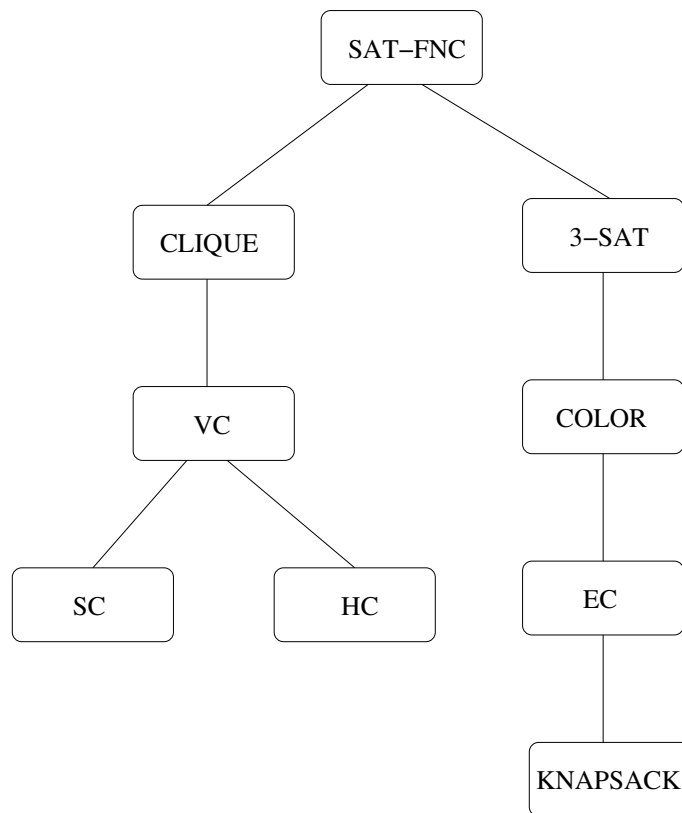 SAT–FNC
CLIQUE
3–SAT
VC
COLOR
SC
HC
EC
KNAPSACK